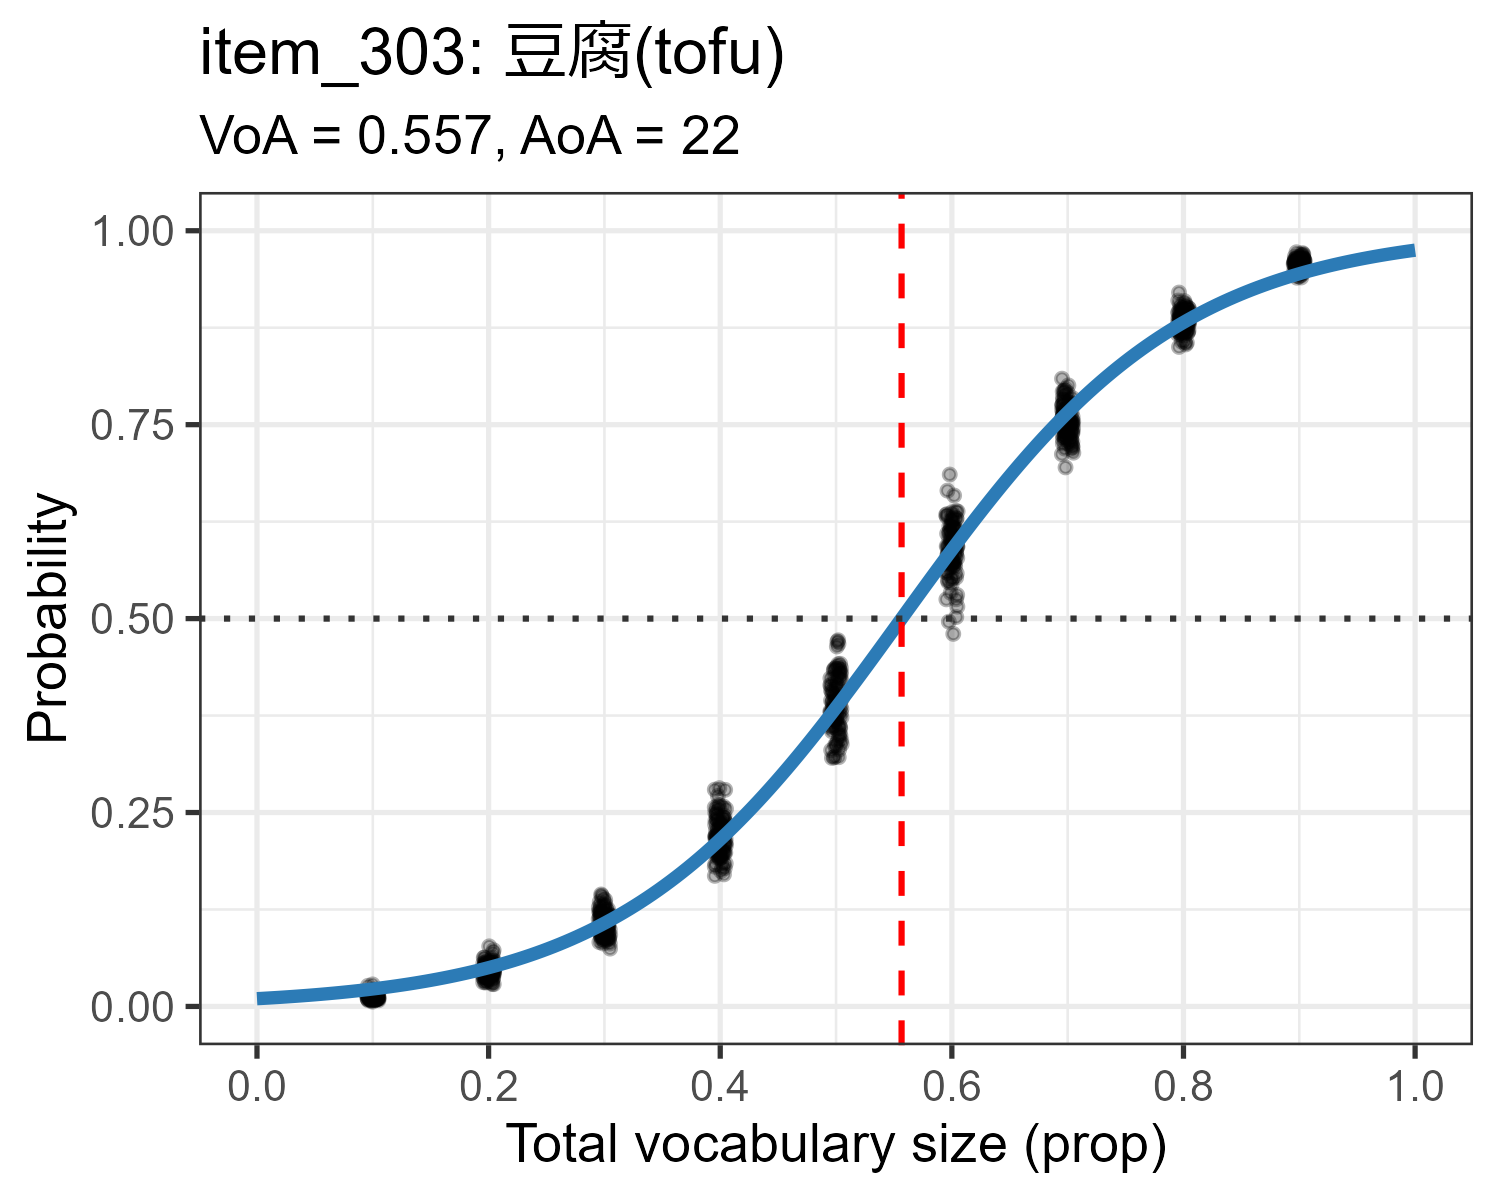 item_303: 豆腐(tofu)
VoA = 0.557, AoA = 22
1.00
0.75
0.50
0.25
0.00
Probability
0.0 0.2 0.4 0.6 0.8 1.0
Total vocabulary size (prop)